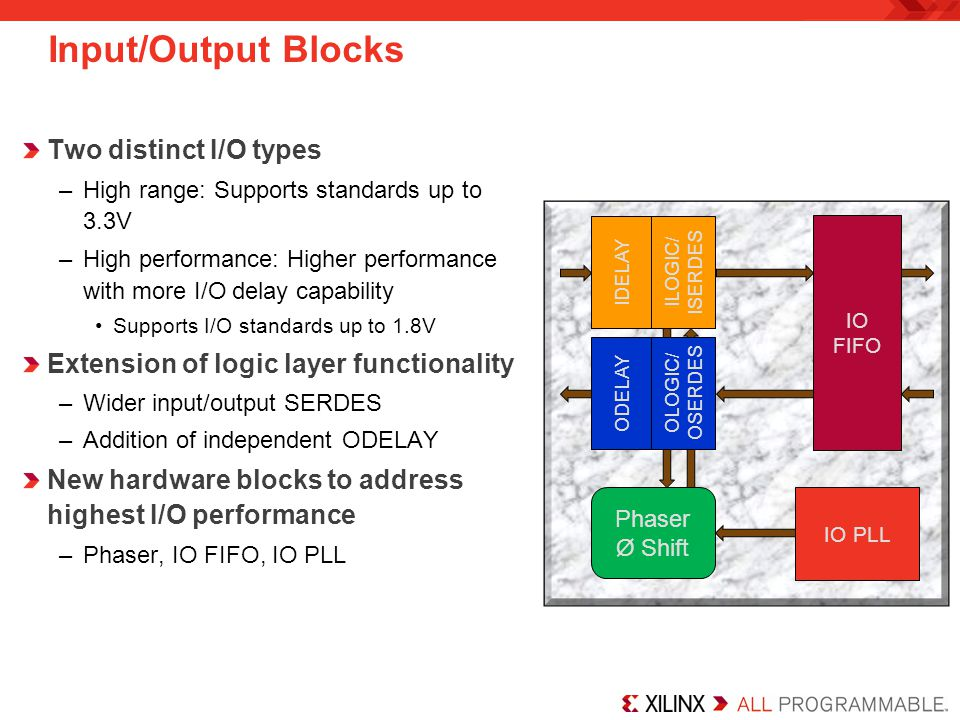 Input/Output Blocks
Two distinct I/O types
– High range: Supports standards up to
3.3V
– High performance: Higher performance
with more I/O delay capability
• Supports I/O standards up to 1.8V
Extension of logic layer functionality
– Wider input/output SERDES
– Addition of independent ODELAY
New hardware blocks to address
highest I/O performance
– Phaser, IO FIFO, IO PLL
IDELAY
ILOGIC/
ISERDES
IO
FIFO
ODELAY
OLOGIC/
OSERDES
Phaser
Ø Shift
IO PLL
XILINX ALL PROGRAMMABLE.